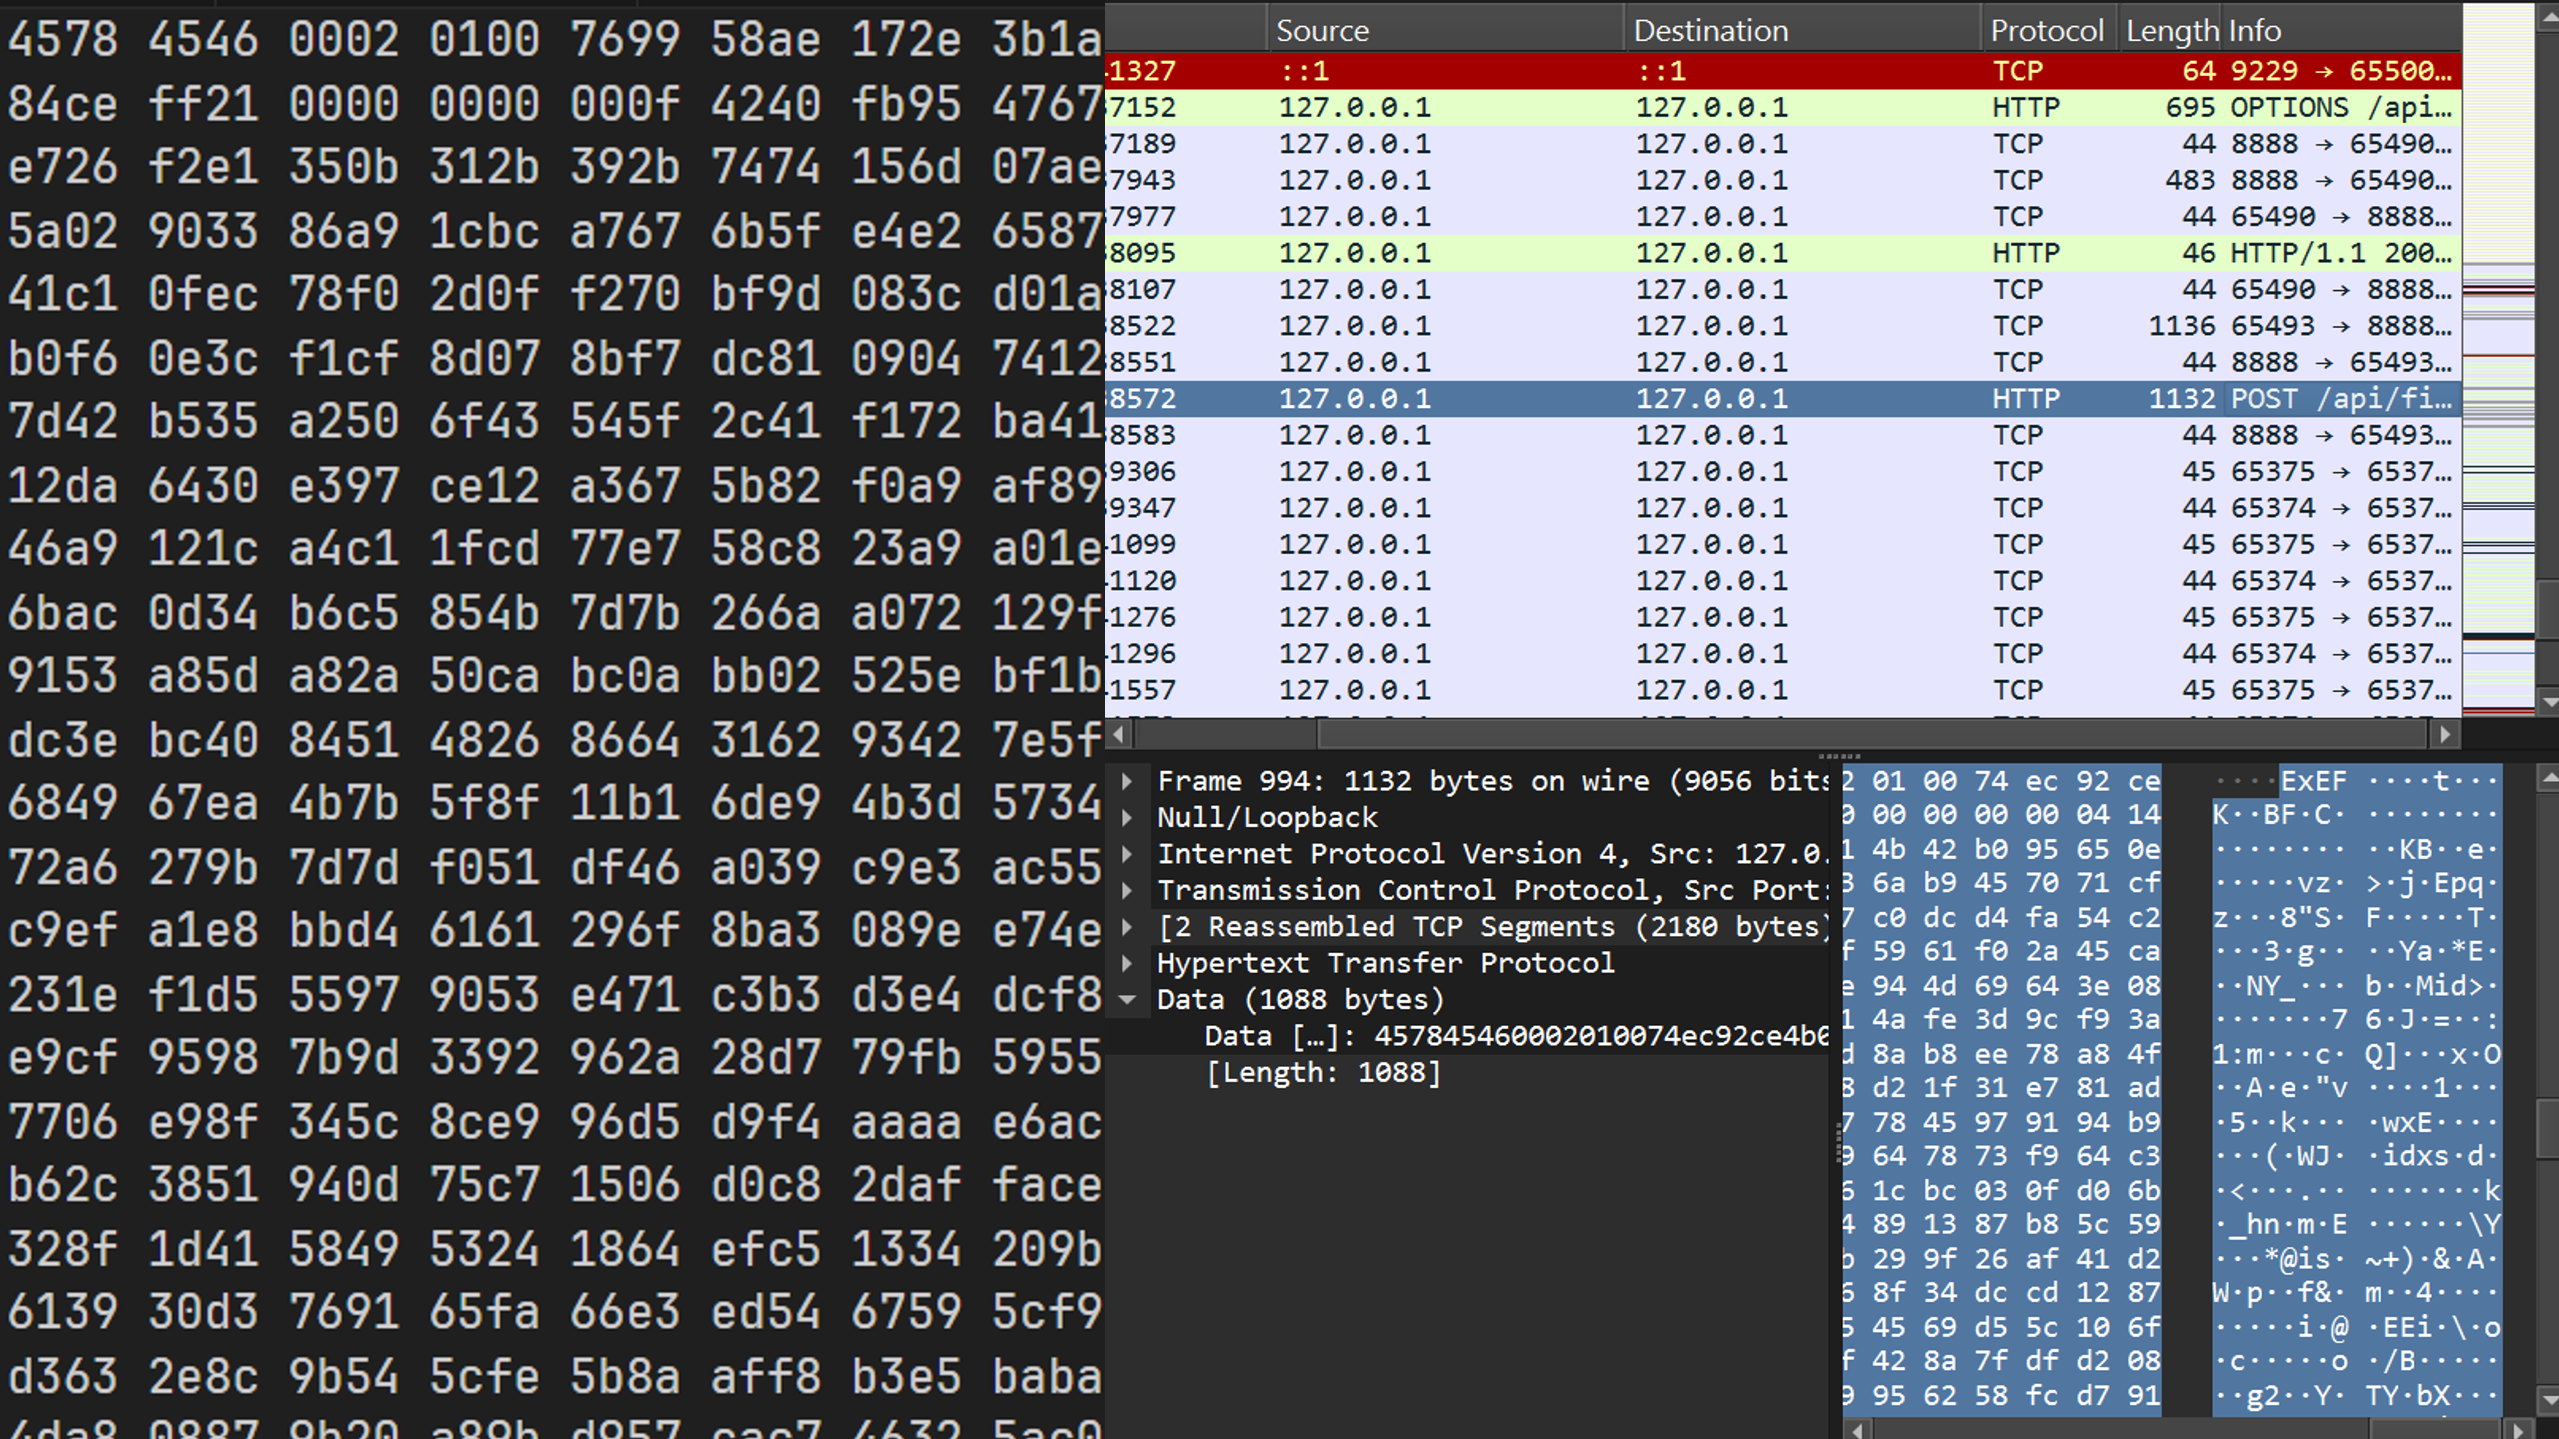 4578 4546 0002 0100 7699 58ae 172e 3b1a
84ce ff21 0000 0000 000f 4240 fb95 4767
e726 f2e1 350b 312b 392b 7474 156d 07ae
5a02 9033 86a9 1cbc a767 6b5f e4e2 6587
41c1 0fec 78f0 2d0f f270 bf9d 083c d01a
b0f6 0e3c f1cf 8d07 8bf7 dc81 0904 7412
7d42 b535 a250 6f43 545f 2c41 f172 ba41
12da 6430 e397 ce12 a367 5b82 f0a9 af89
46a9 121c a4c1 1fcd 77e7 58c8 23a9 a01e
6bac 0d34 b6c5 854b 7d7b 266a a072 129f
9153 a85d a82a 50ca bc0a bb02 525e bf1b
dc3e bc40 8451 4826 8664 3162 9342 7e5f
6849 67ea 4b7b 5f8f 11b1 6de9 4b3d 5734
72a6 279b 7d7d f051 df46 a039 c9e3 ac55
c9ef a1e8 bbd4 6161 296f 8ba3 089e e74e
231e f1d5 5597 9053 e471 c3b3 d3e4 dcf8
e9cf 9598 7b9d 3392 962a 28d7 79fb 5955
7706 e98f 345c 8ce9 96d5 d9f4 aaaa e6ac
b62c 3851 940d 75c7 1506 d0c8 2daf face
328f 1d41 5849 5324 1864 efc5 1334 209b
6139 30d3 7691 65fa 66e3 ed54 6759 5cf9
d363 2e8c 9b54 5cfe 5b8a aff8 b3e5 baba
4da8 0887 9b20 a89b d957 cac7 4632 5ac0
Source Destination Protocol Length Info
1327 ::1 ::1 TCP 64 9229 → 65500…
7152 127.0.0.1 127.0.0.1 HTTP 695 OPTIONS /api…
7189 127.0.0.1 127.0.0.1 TCP 44 8888 → 65490…
7943 127.0.0.1 127.0.0.1 TCP 483 8888 → 65490…
7977 127.0.0.1 127.0.0.1 TCP 44 65490 → 8888…
8095 127.0.0.1 127.0.0.1 HTTP 46 HTTP/1.1 200…
8107 127.0.0.1 127.0.0.1 TCP 44 65490 → 8888…
8522 127.0.0.1 127.0.0.1 TCP 1136 65493 → 8888…
8551 127.0.0.1 127.0.0.1 TCP 44 8888 → 65493…
8572 127.0.0.1 127.0.0.1 HTTP 1132 POST /api/fi…
8583 127.0.0.1 127.0.0.1 TCP 44 8888 → 65493…
9306 127.0.0.1 127.0.0.1 TCP 45 65375 → 6537…
9347 127.0.0.1 127.0.0.1 TCP 44 65374 → 6537…
1099 127.0.0.1 127.0.0.1 TCP 45 65375 → 6537…
1120 127.0.0.1 127.0.0.1 TCP 44 65374 → 6537…
1276 127.0.0.1 127.0.0.1 TCP 45 65375 → 6537…
1296 127.0.0.1 127.0.0.1 TCP 44 65374 → 6537…
1557 127.0.0.1 127.0.0.1 TCP 45 65375 → 6537…
Frame 994: 1132 bytes on wire (9056 bits
Null/Loopback
Internet Protocol Version 4, Src: 127.0.
Transmission Control Protocol, Src Port:
[2 Reassembled TCP Segments (2180 bytes)
Hypertext Transfer Protocol
Data (1088 bytes)
Data […]: 457845460002010074ec92ce4b0
[Length: 1088]
2 01 00 74 ec 92 ce ····ExEF ····t···
0 00 00 00 00 04 14 K··BF·C· ········
1 4b 42 b0 95 65 0e ········ ··KB··e·
3 6a b9 45 70 71 cf ·····vz· >·j·Epq·
7 c0 dc d4 fa 54 c2 z···8"S· F·····T·
f 59 61 f0 2a 45 ca ···3·g·· ··Ya·*E·
e 94 4d 69 64 3e 08 ··NY_··· b··Mid>·
1 4a fe 3d 9c f9 3a ·······7 6·J·=··:
d 8a b8 ee 78 a8 4f 1:m···c· Q]···x·O
8 d2 1f 31 e7 81 ad ··A·e·"v ····1···
7 78 45 97 91 94 b9 ·5··k··· ·wxE····
9 64 78 73 f9 64 c3 ···(·WJ· ·idxs·d·
6 1c bc 03 0f d0 6b ·<···.·· ·······k
4 89 13 87 b8 5c 59 ·_hn·m·E ······\Y
b 29 9f 26 af 41 d2 ···*@is· ~+)·&·A·
6 8f 34 dc cd 12 87 W·p··f&· m··4····
5 45 69 d5 5c 10 6f ·····i·@ ·EEi·\·o
f 42 8a 7f df d2 08 ·c·····o ·/B·····
9 95 62 58 fc d7 91 ··g2··Y· TY·bX···